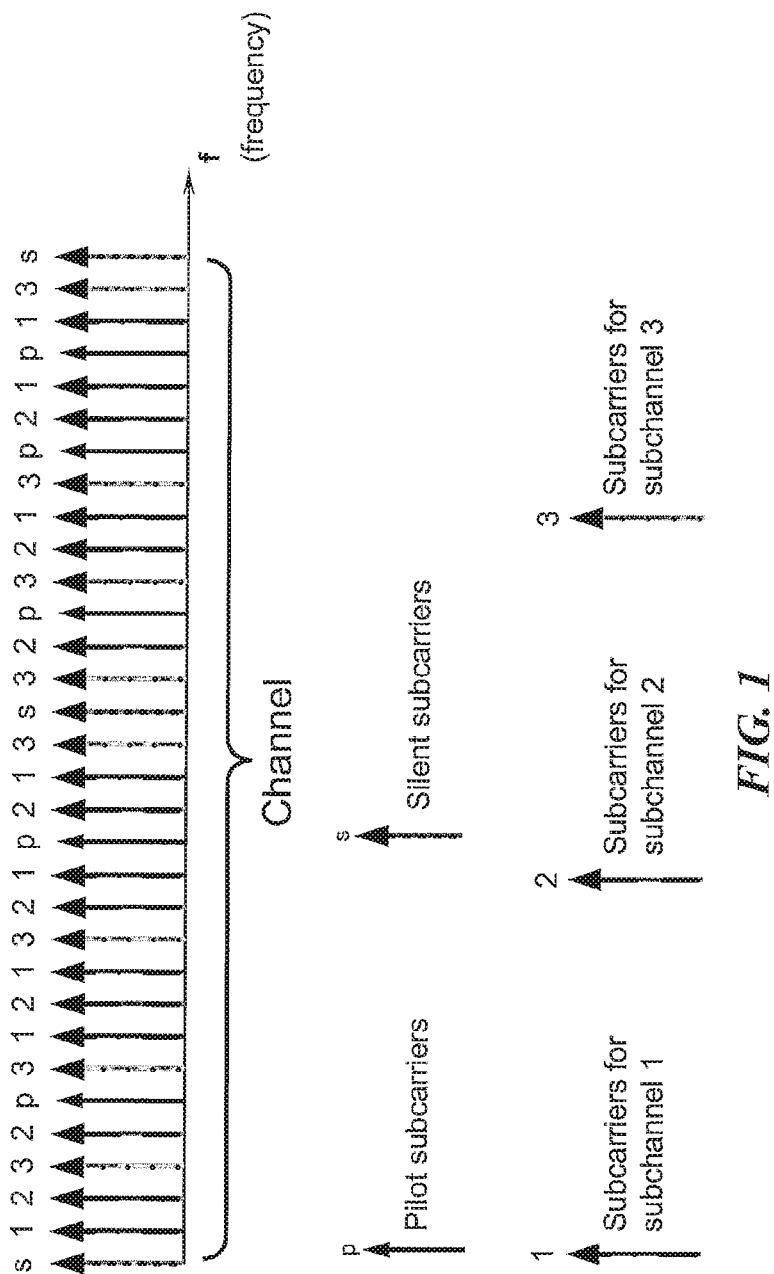 s 1 2 3 2 p 3 1 2 1 3 2 1 p 2 1 3 s 3 2 p 3 2 1 3 p 2 1 p 1 3 s
f
(frequency)
Channel
p
Pilot subcarriers
s
Silent subcarriers
1
Subcarriers for
subchannel 1
2
Subcarriers for
subchannel 2
3
Subcarriers for
subchannel 3
FIG. 1